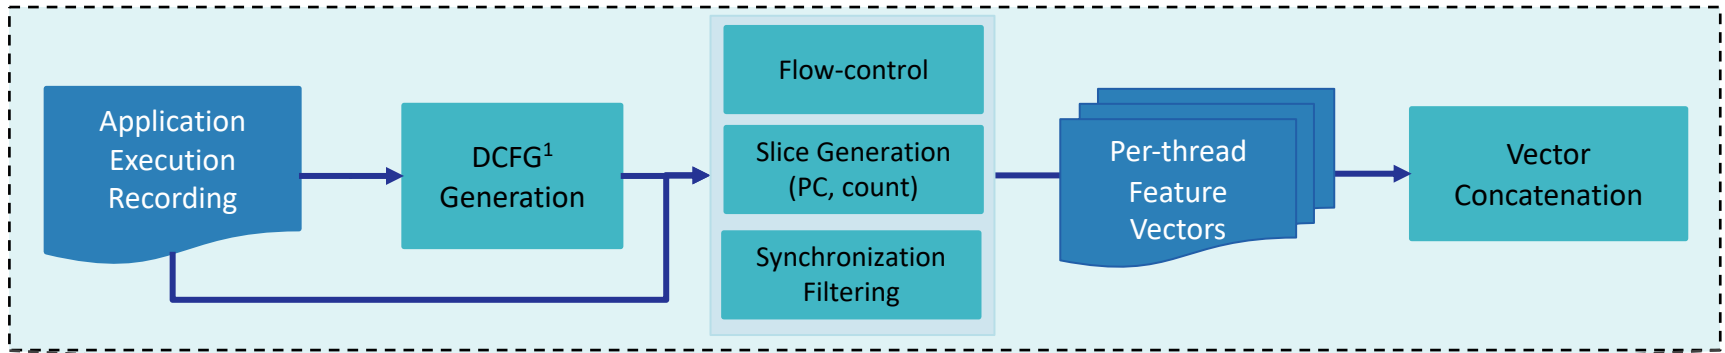 Application
Execution
Recording
DCFG¹
Generation
Flow-control
Slice Generation
(PC, count)
Synchronization
Filtering
Per-thread
Feature
Vectors
Vector
Concatenation